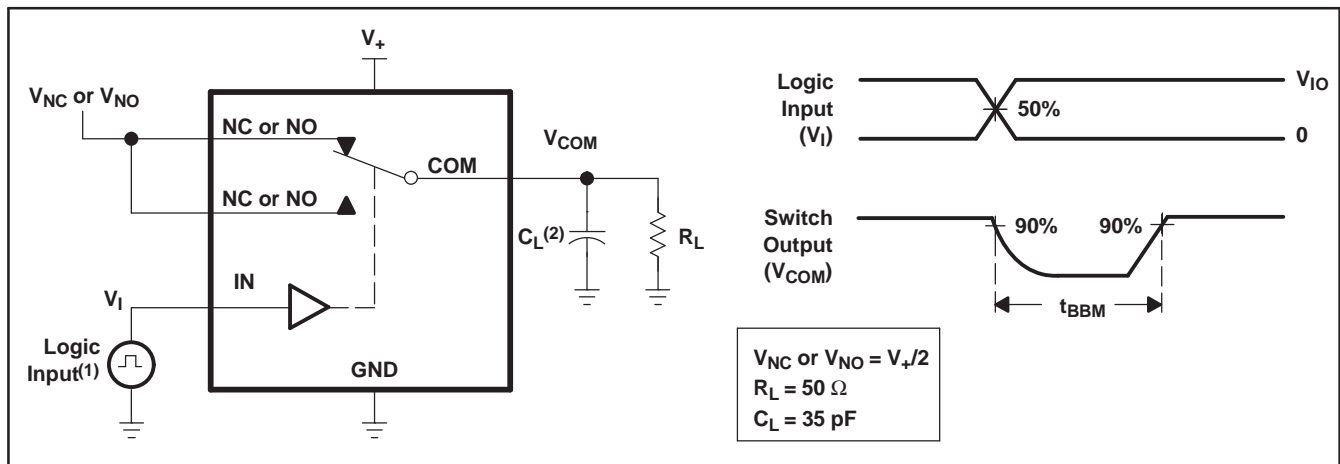 V+
VNC or VNO
NC or NO
COM
VCOM
NC or NO
CL(2)
RL
IN
VI
Logic
Input(1)
GND
Logic
Input
(VI)
50%
VIO
0
Switch
Output
(VCOM)
90%
90%
tBBM
VNC or VNO = V+/2
RL = 50 Ω
CL = 35 pF